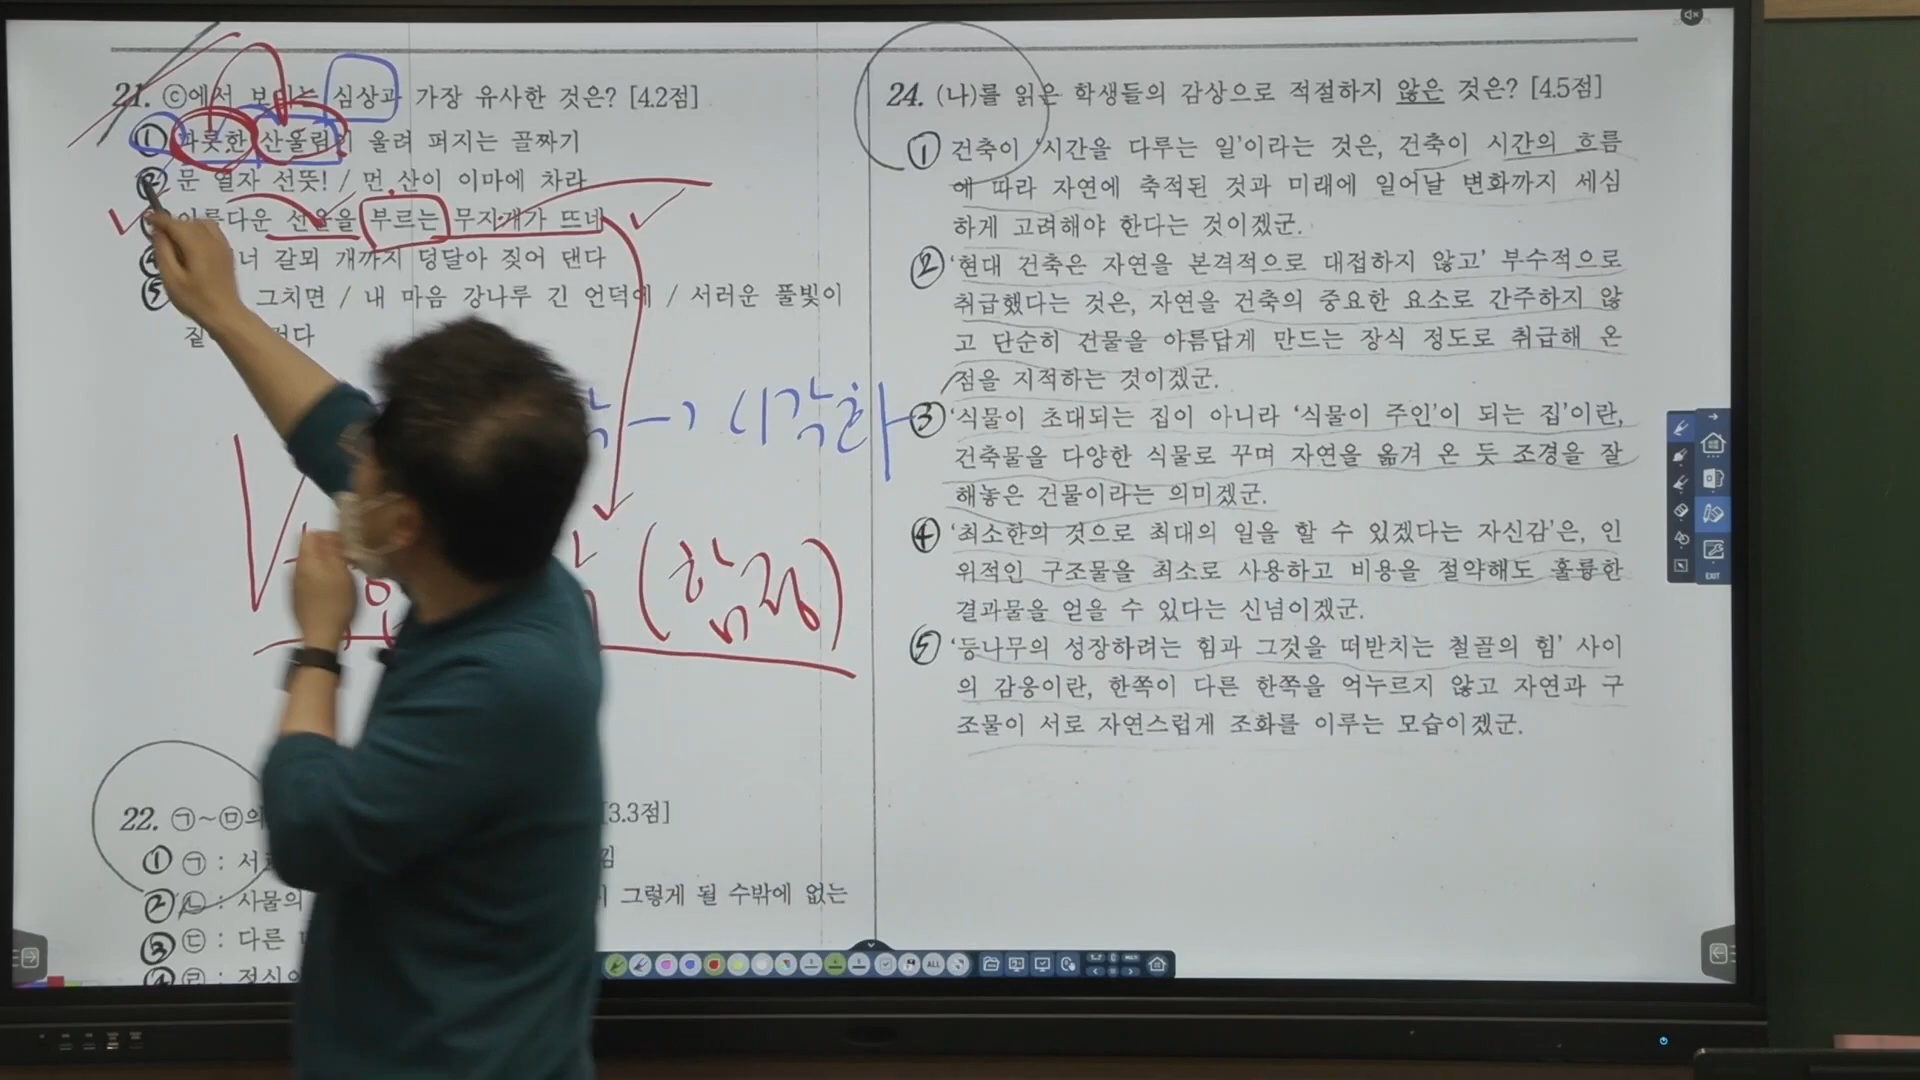 21. ⓒ에서 보이는 심상과 가장 유사한 것은? [4.2점]
① 파릇한 산울림이 울려 퍼지는 골짜기
② 문 열자 선뜻! / 먼 산이 이마에 차라
아름다운 선율을 부르는 무지개가 뜨네
④ 너 갈뫼 개까지 덩달아 짖어 댄다
⑤ 그치면 / 내 마음 강나루 긴 언덕에 / 서러운 풀빛이
짙
각 → 시각화
(함정)
22. ㉠~㉤의 [3.3점]
① ㉠ : 서 낌
② ㉡ : 사물의 그렇게 될 수밖에 없는
③ ㉢ : 다른
④ ㉣ : 정신의
24. (나)를 읽은 학생들의 감상으로 적절하지 않은 것은? [4.5점]
① 건축이 '시간을 다루는 일'이라는 것은, 건축이 시간의 흐름
에 따라 자연에 축적된 것과 미래에 일어날 변화까지 세심
하게 고려해야 한다는 것이겠군.
② '현대 건축은 자연을 본격적으로 대접하지 않고' 부수적으로
취급했다는 것은, 자연을 건축의 중요한 요소로 간주하지 않
고 단순히 건물을 아름답게 만드는 장식 정도로 취급해 온
점을 지적하는 것이겠군.
③ '식물이 초대되는 집이 아니라 '식물이 주인'이 되는 집'이란,
건축물을 다양한 식물로 꾸며 자연을 옮겨 온 듯 조경을 잘
해놓은 건물이라는 의미겠군.
④ '최소한의 것으로 최대의 일을 할 수 있겠다는 자신감'은, 인
위적인 구조물을 최소로 사용하고 비용을 절약해도 훌륭한
결과물을 얻을 수 있다는 신념이겠군.
⑤ '등나무의 성장하려는 힘과 그것을 떠받치는 철골의 힘' 사이
의 감응이란, 한쪽이 다른 한쪽을 억누르지 않고 자연과 구
조물이 서로 자연스럽게 조화를 이루는 모습이겠군.
ALL
EXIT